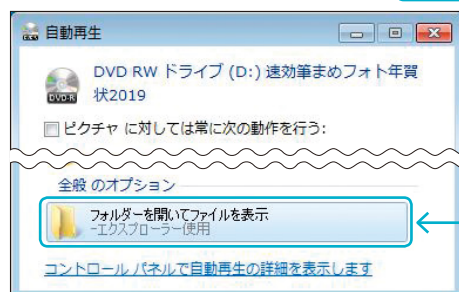 自動再生
DVD RW ドライブ (D:) 速効筆まめフォト年賀
状2019
DVD-R
ピクチャ に対しては常に次の動作を行う:
全般 のオプション
フォルダーを開いてファイルを表示
-エクスプローラー使用
コントロール パネルで自動再生の詳細を表示します